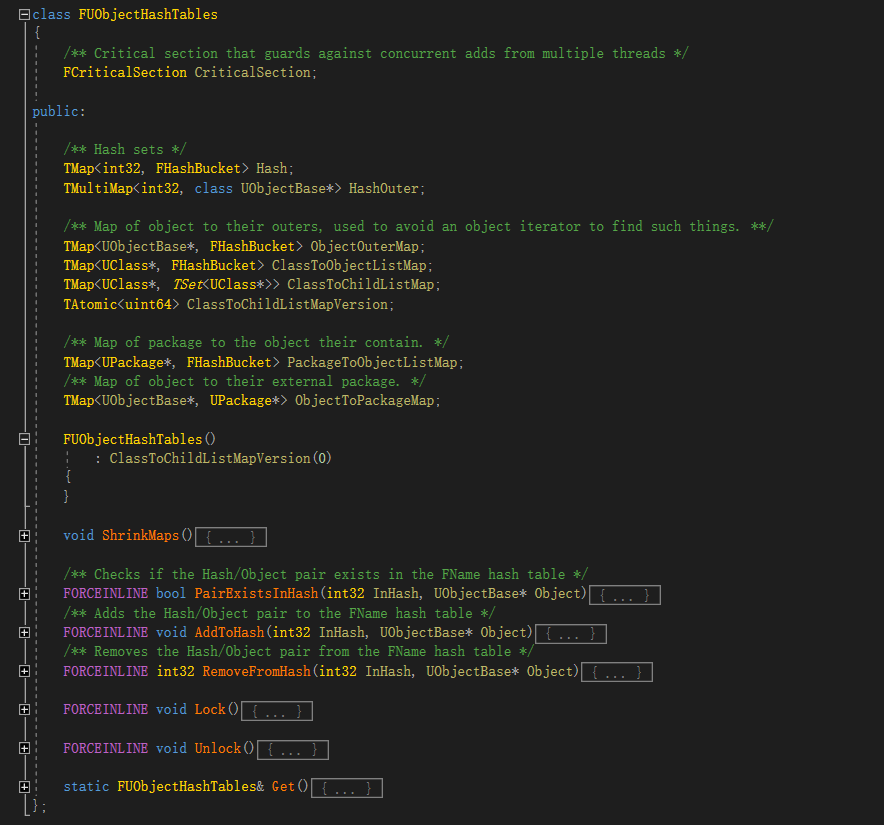 class FUObjectHashTables
{
/** Critical section that guards against concurrent adds from multiple threads */
FCriticalSection CriticalSection;
public:
/** Hash sets */
TMap<int32, FHashBucket> Hash;
TMultiMap<int32, class UObjectBase*> HashOuter;
/** Map of object to their outers, used to avoid an object iterator to find such things. **/
TMap<UObjectBase*, FHashBucket> ObjectOuterMap;
TMap<UClass*, FHashBucket> ClassToObjectListMap;
TMap<UClass*, TSet<UClass*>> ClassToChildListMap;
TAtomic<uint64> ClassToChildListMapVersion;
/** Map of package to the object their contain. */
TMap<UPackage*, FHashBucket> PackageToObjectListMap;
/** Map of object to their external package. */
TMap<UObjectBase*, UPackage*> ObjectToPackageMap;
FUObjectHashTables()
: ClassToChildListMapVersion(0)
{
}
void ShrinkMaps(){ ... }
/** Checks if the Hash/Object pair exists in the FName hash table */
FORCEINLINE bool PairExistsInHash(int32 InHash, UObjectBase* Object){ ... }
/** Adds the Hash/Object pair to the FName hash table */
FORCEINLINE void AddToHash(int32 InHash, UObjectBase* Object){ ... }
/** Removes the Hash/Object pair from the FName hash table */
FORCEINLINE int32 RemoveFromHash(int32 InHash, UObjectBase* Object){ ... }
FORCEINLINE void Lock(){ ... }
FORCEINLINE void Unlock(){ ... }
static FUObjectHashTables& Get(){ ... }
};